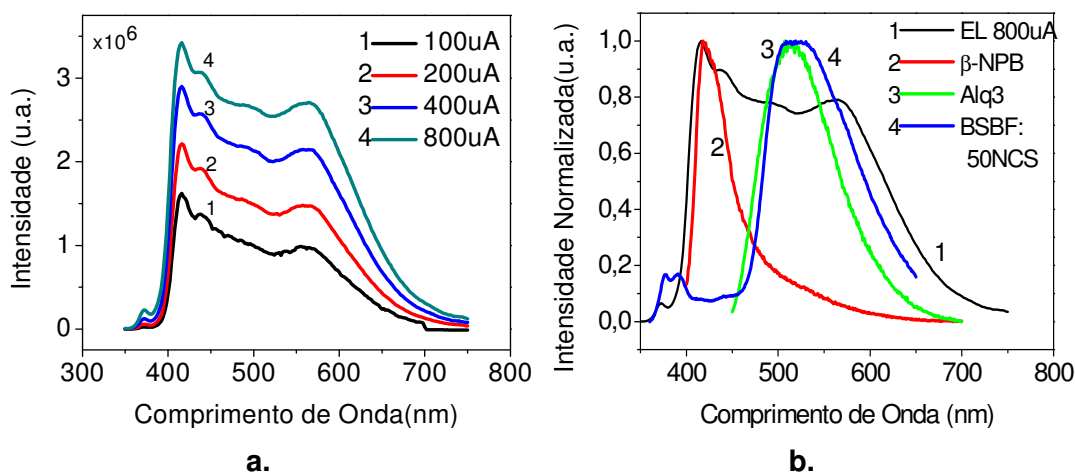 x10⁶
1 100uA
2 200uA
3 400uA
4 800uA
4
3
2
1
3
2
1
0
Intensidade (u.a.)
300 400 500 600 700 800
Comprimento de Onda(nm)
a.
1 EL 800uA
2 β-NPB
3 Alq3
4 BSBF:
50NCS
3
4
2
1
1,0
0,8
0,6
0,4
0,2
0,0
Intensidade Normalizada(u.a.)
400 500 600 700 800
Comprimento de Onda (nm)
b.